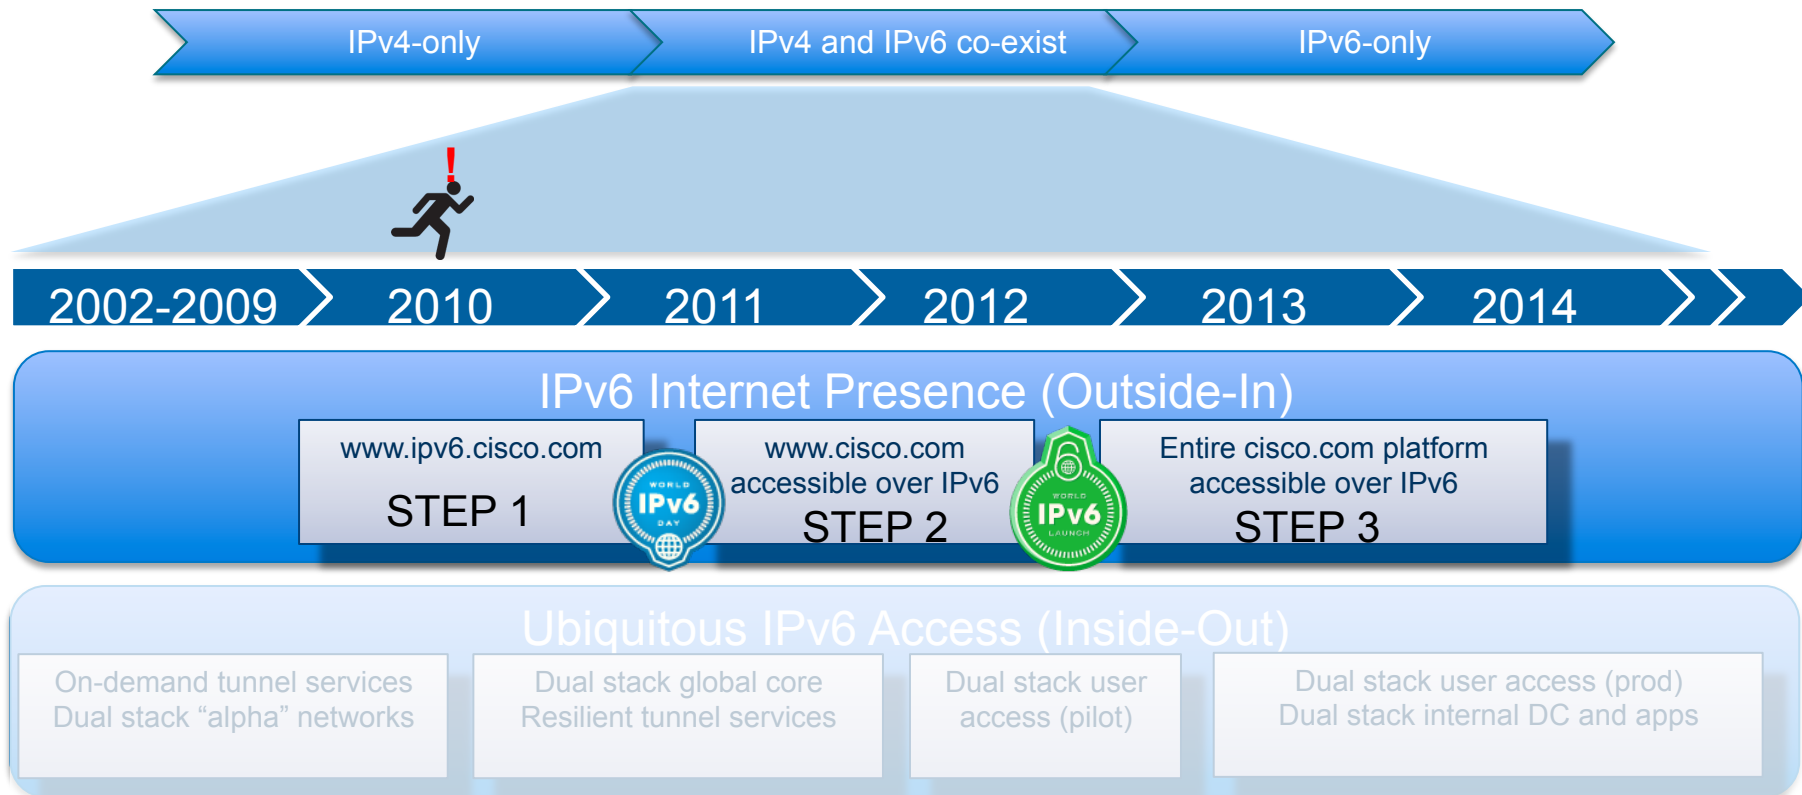 IPv4-only
IPv4 and IPv6 co-exist
IPv6-only
!
2002-2009
2010
2011
2012
2013
2014
IPv6 Internet Presence (Outside-In)
www.ipv6.cisco.com
STEP 1
WORLD
IPv6
DAY
www.cisco.com
accessible over IPv6
STEP 2
WORLD
IPv6
LAUNCH
Entire cisco.com platform
accessible over IPv6
STEP 3
Ubiquitous IPv6 Access (Inside-Out)
On-demand tunnel services
Dual stack “alpha” networks
Dual stack global core
Resilient tunnel services
Dual stack user
access (pilot)
Dual stack user access (prod)
Dual stack internal DC and apps